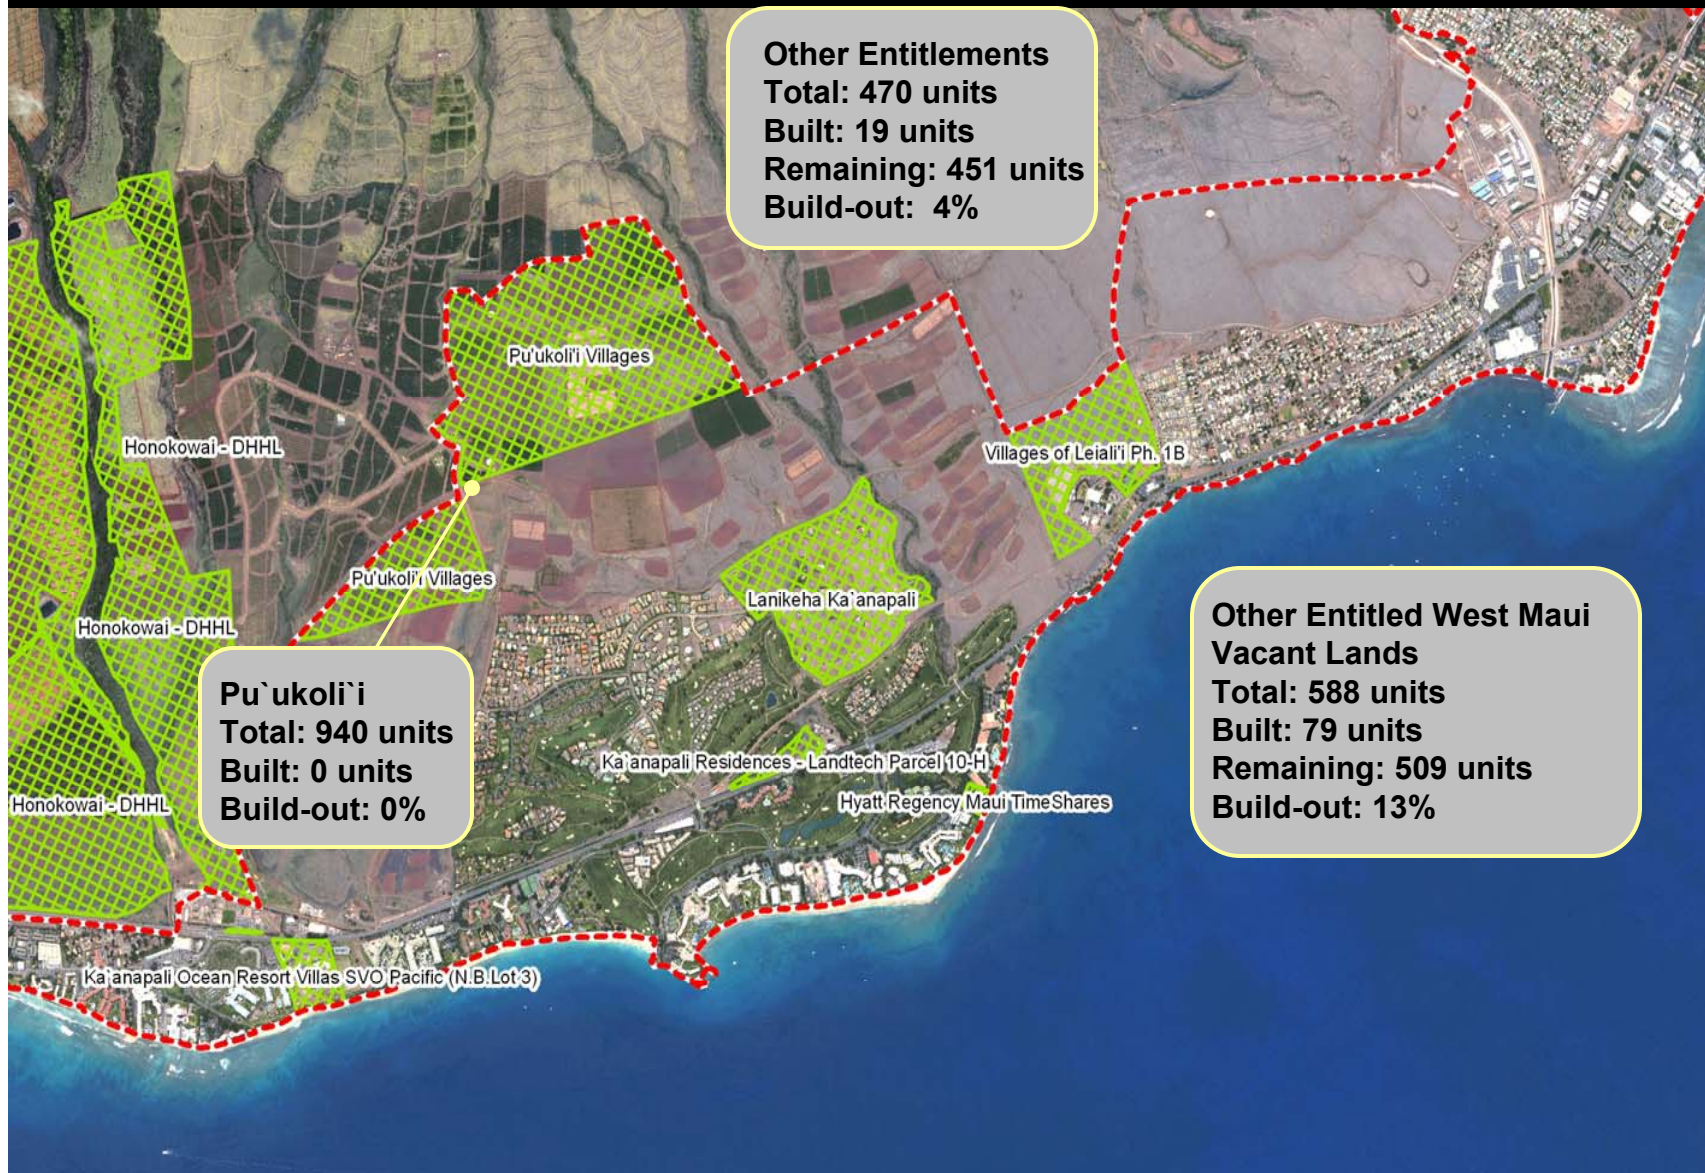 Other Entitlements
Total: 470 units
Built: 19 units
Remaining: 451 units
Build-out:  4%
Pu'ukoli'i Villages
Honokowai - DHHL
Villages of Leiali'i Ph. 1B
Pu'ukoli'i Villages
Lanikeha Ka`anapali
Honokowai - DHHL
Other Entitled West Maui
Vacant Lands
Total: 588 units
Built: 79 units
Remaining: 509 units
Build-out: 13%
Pu`ukoli`i
Total: 940 units
Built: 0 units
Build-out: 0%
Ka`anapali Residences - Landtech Parcel 10-H
Honokowai - DHHL
Hyatt Regency Maui TimeShares
Ka`anapali Ocean Resort Villas SVO Pacific (N.B.Lot 3)